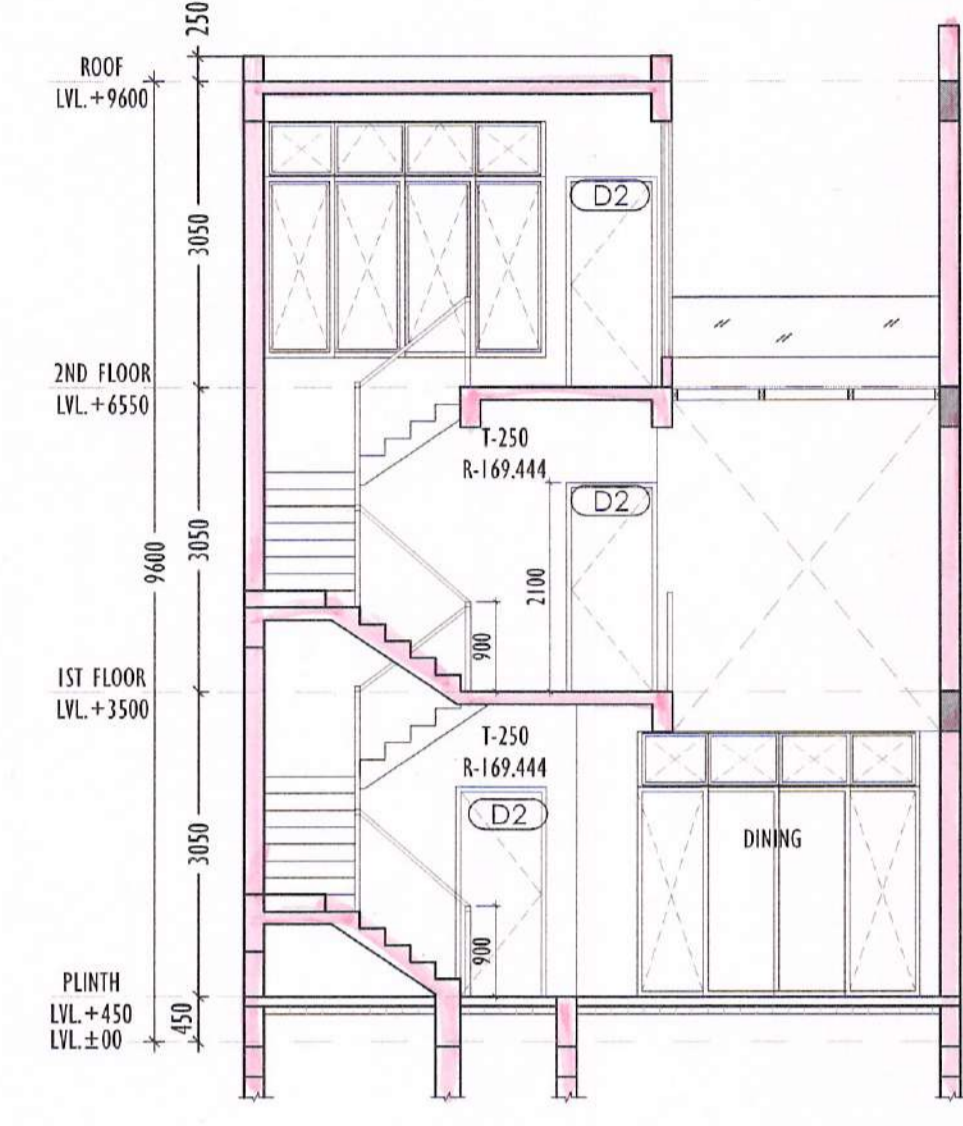 250
ROOF
LVL.+9600
D2
3050
2ND FLOOR
LVL.+6550
T-250
R-169.444
D2
3050
9600
2100
900
1ST FLOOR
LVL.+3500
T-250
R-169.444
D2
DINING
3050
900
PLINTH
LVL.+450
LVL.±00
450